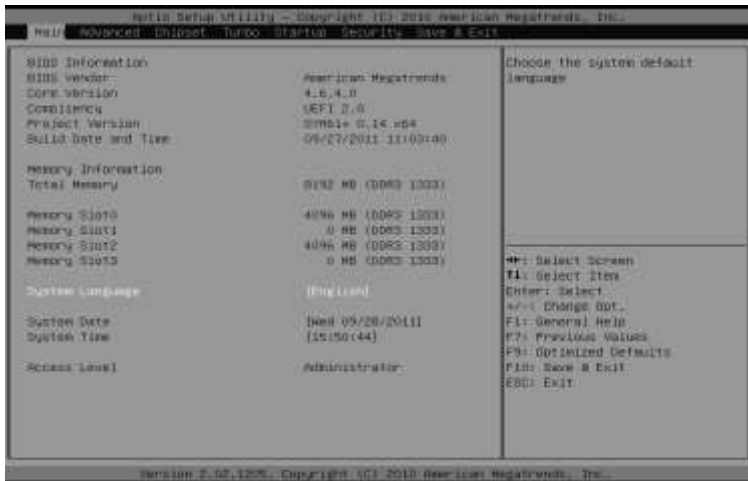 Aptio Setup Utility – Copyright (C) 2010 American Megatrends, Inc.
Main Advanced Chipset Turbo Startup Security Save & Exit
BIOS Information
BIOS Vendor American Megatrends
Core Version 4.6.4.0
Compliency UEFI 2.0
Project Version 0.14 x64
Build Date and Time 09/27/2011 11:03:40
Memory Information
Total Memory 8192 MB (DDR3 1333)
Memory Slot0 4096 MB (DDR3 1333)
Memory Slot1 0 MB (DDR3 1333)
Memory Slot2 4096 MB (DDR3 1333)
Memory Slot3 0 MB (DDR3 1333)
System Language [English]
System Date [Wed 09/28/2011]
System Time [15:50:44]
Access Level Administrator
Choose the system default
language
→←: Select Screen
↑↓: Select Item
Enter: Select
+/-: Change Opt.
F1: General Help
F7: Previous Values
F9: Optimized Defaults
F10: Save & Exit
ESC: Exit
Version 2.02.1205. Copyright (C) 2010 American Megatrends, Inc.